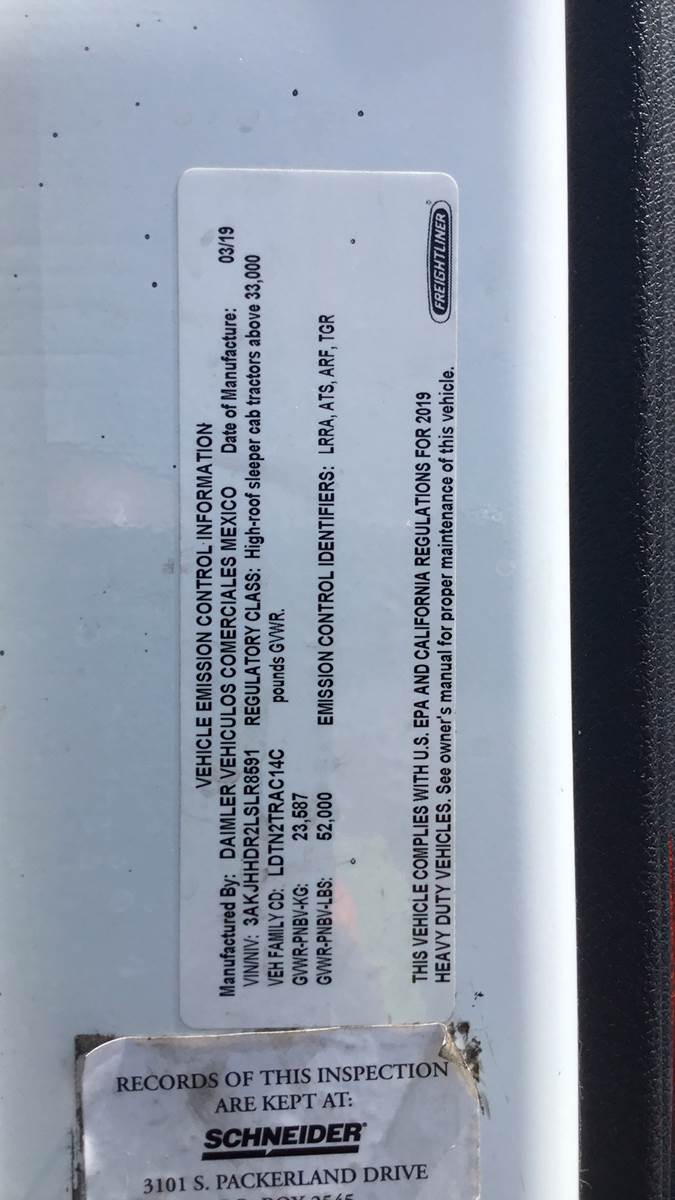 VEHICLE EMISSION CONTROL INFORMATION
Manufactured By: DAIMLER VEHICULOS COMERCIALES MEXICO Date of Manufacture: 03/19
VIN/NIV: 3AKJHHDR2LSLR8591 REGULATORY CLASS: High-roof sleeper cab tractors above 33,000
VEH FAMILY CD: LDTN2TRAC14C pounds GVWR.
GVWR-PNBV-KG: 23,587
GVWR-PNBV-LBS: 52,000 EMISSION CONTROL IDENTIFIERS: LRRA, ATS, ARF, TGR
THIS VEHICLE COMPLIES WITH U.S. EPA AND CALIFORNIA REGULATIONS FOR 2019
HEAVY DUTY VEHICLES. See owner's manual for proper maintenance of this vehicle.
FREIGHTLINER
RECORDS OF THIS INSPECTION
ARE KEPT AT:
SCHNEIDER
3101 S. PACKERLAND DRIVE